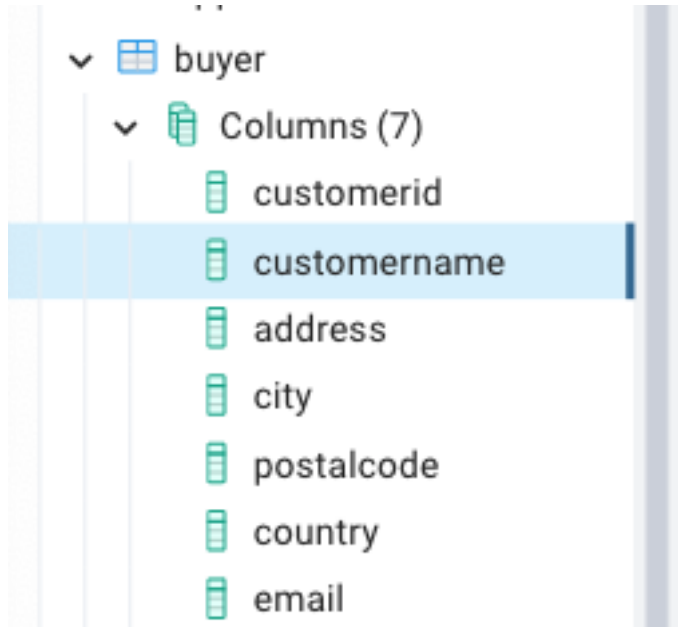 buyer
Columns (7)
customerid
customername
address
city
postalcode
country
email